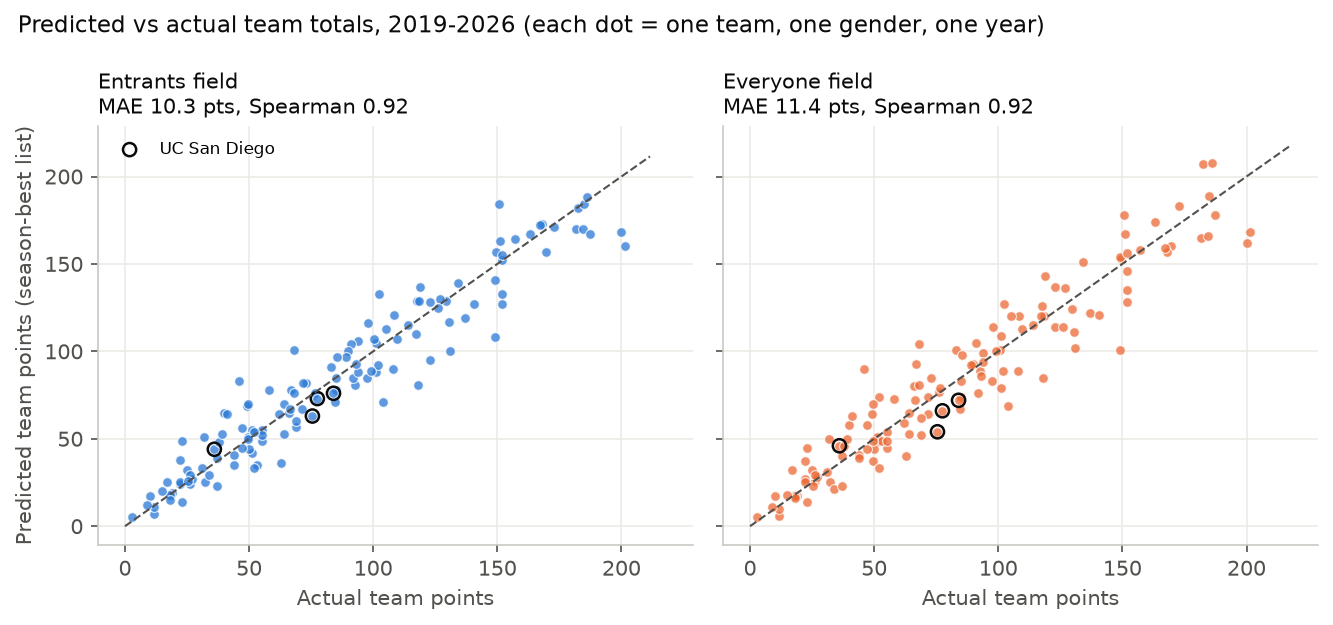 Predicted vs actual team totals, 2019-2026 (each dot = one team, one gender, one year)
Entrants field
MAE 10.3 pts, Spearman 0.92
UC San Diego
Predicted team points (season-best list)
200
150
100
50
0
0 50 100 150 200
Actual team points
Everyone field
MAE 11.4 pts, Spearman 0.92
0 50 100 150 200
Actual team points